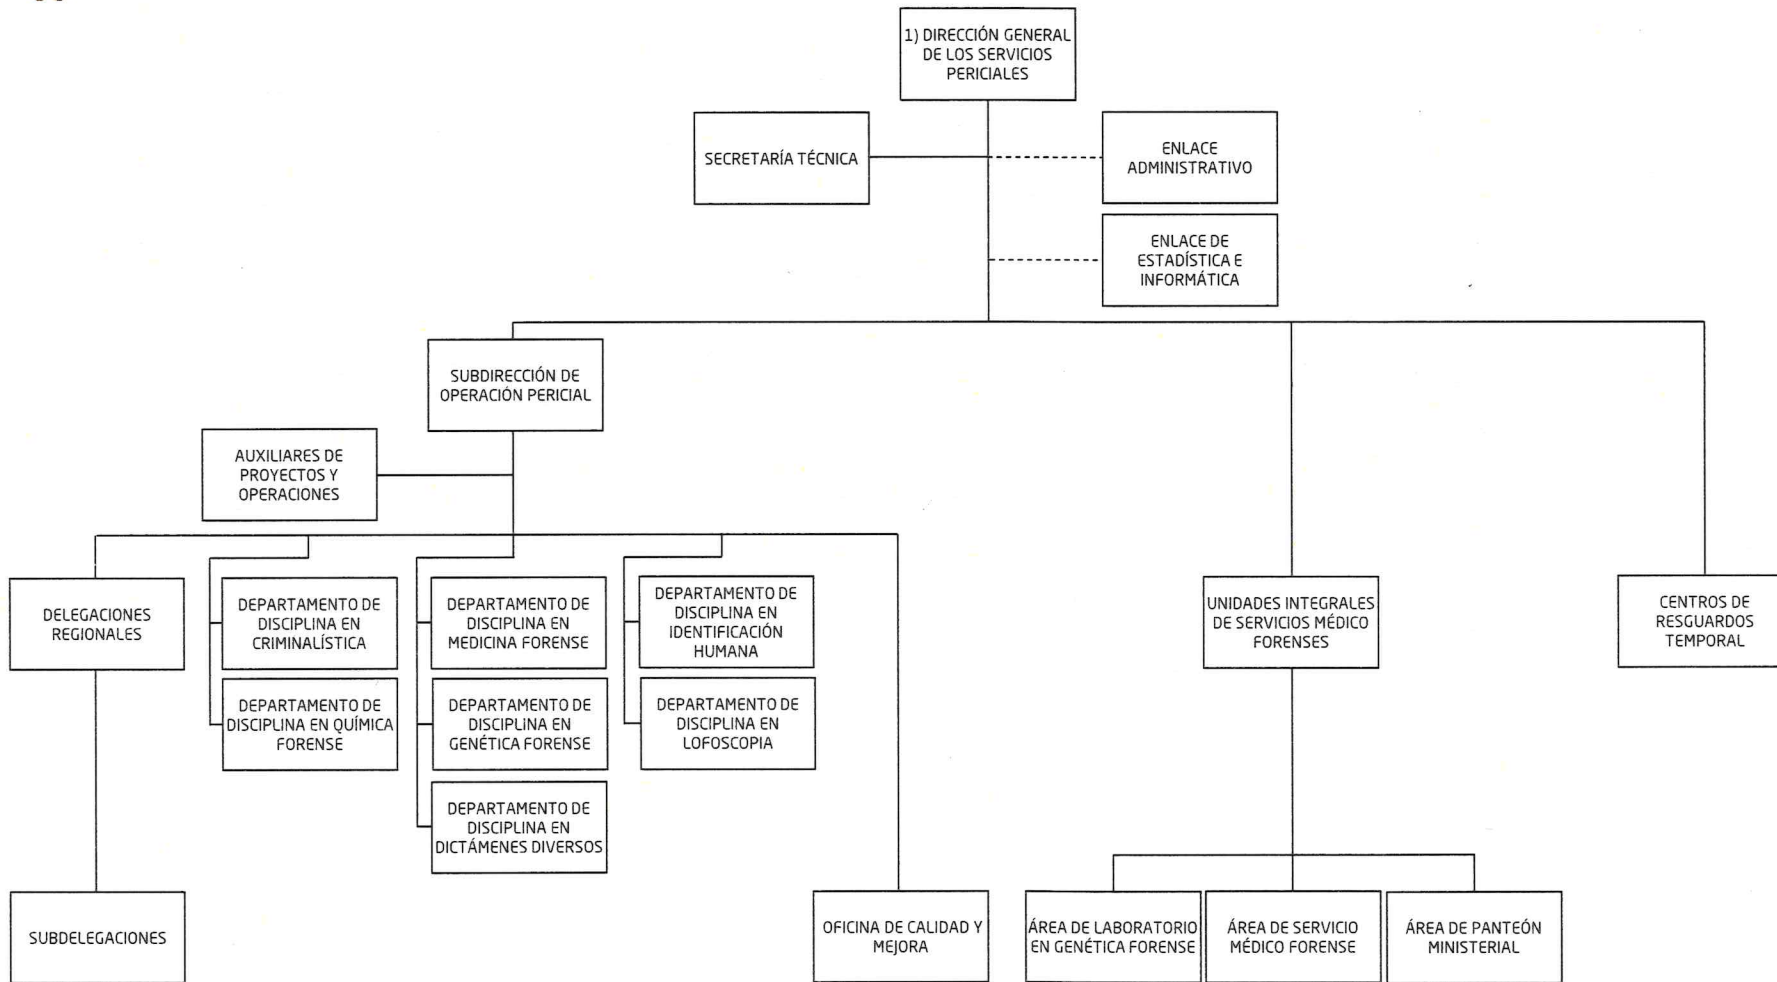 1) DIRECCIÓN GENERAL
DE LOS SERVICIOS
PERICIALES
SECRETARÍA TÉCNICA
ENLACE
ADMINISTRATIVO
ENLACE DE
ESTADÍSTICA E
INFORMÁTICA
SUBDIRECCIÓN DE
OPERACIÓN PERICIAL
AUXILIARES DE
PROYECTOS Y
OPERACIONES
DELEGACIONES
REGIONALES
DEPARTAMENTO DE
DISCIPLINA EN
CRIMINALÍSTICA
DEPARTAMENTO DE
DISCIPLINA EN
MEDICINA FORENSE
DEPARTAMENTO DE
DISCIPLINA EN
IDENTIFICACIÓN
HUMANA
UNIDADES INTEGRALES
DE SERVICIOS MÉDICO
FORENSES
CENTROS DE
RESGUARDOS
TEMPORAL
DEPARTAMENTO DE
DISCIPLINA EN QUÍMICA
FORENSE
DEPARTAMENTO DE
DISCIPLINA EN
GENÉTICA FORENSE
DEPARTAMENTO DE
DISCIPLINA EN
LOFOSCOPIA
DEPARTAMENTO DE
DISCIPLINA EN
DICTÁMENES DIVERSOS
SUBDELEGACIONES
OFICINA DE CALIDAD Y
MEJORA
ÁREA DE LABORATORIO
EN GENÉTICA FORENSE
ÁREA DE SERVICIO
MÉDICO FORENSE
ÁREA DE PANTEÓN
MINISTERIAL